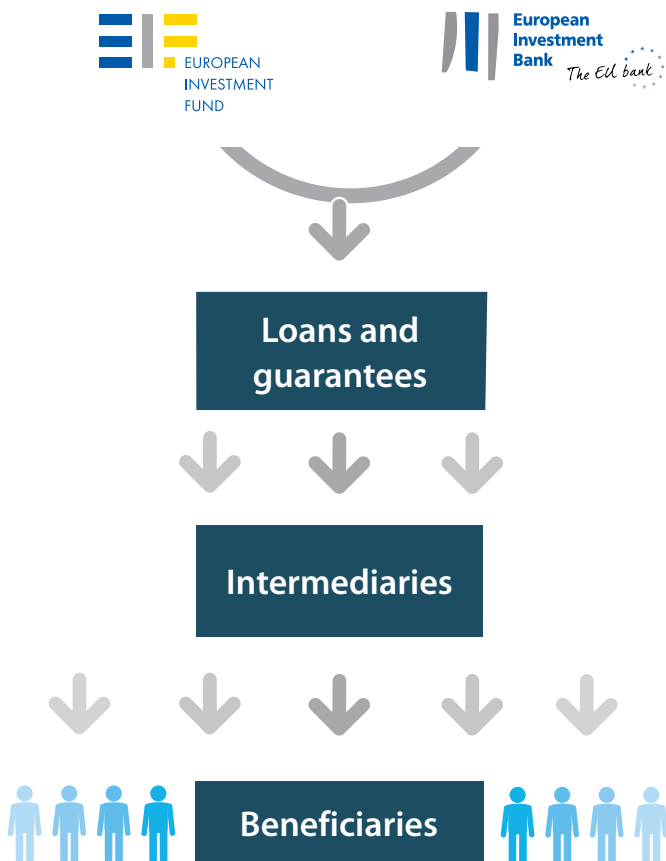 EUROPEAN
INVESTMENT
FUND
European
Investment
Bank
The EU bank
Loans and
guarantees
Intermediaries
Beneficiaries